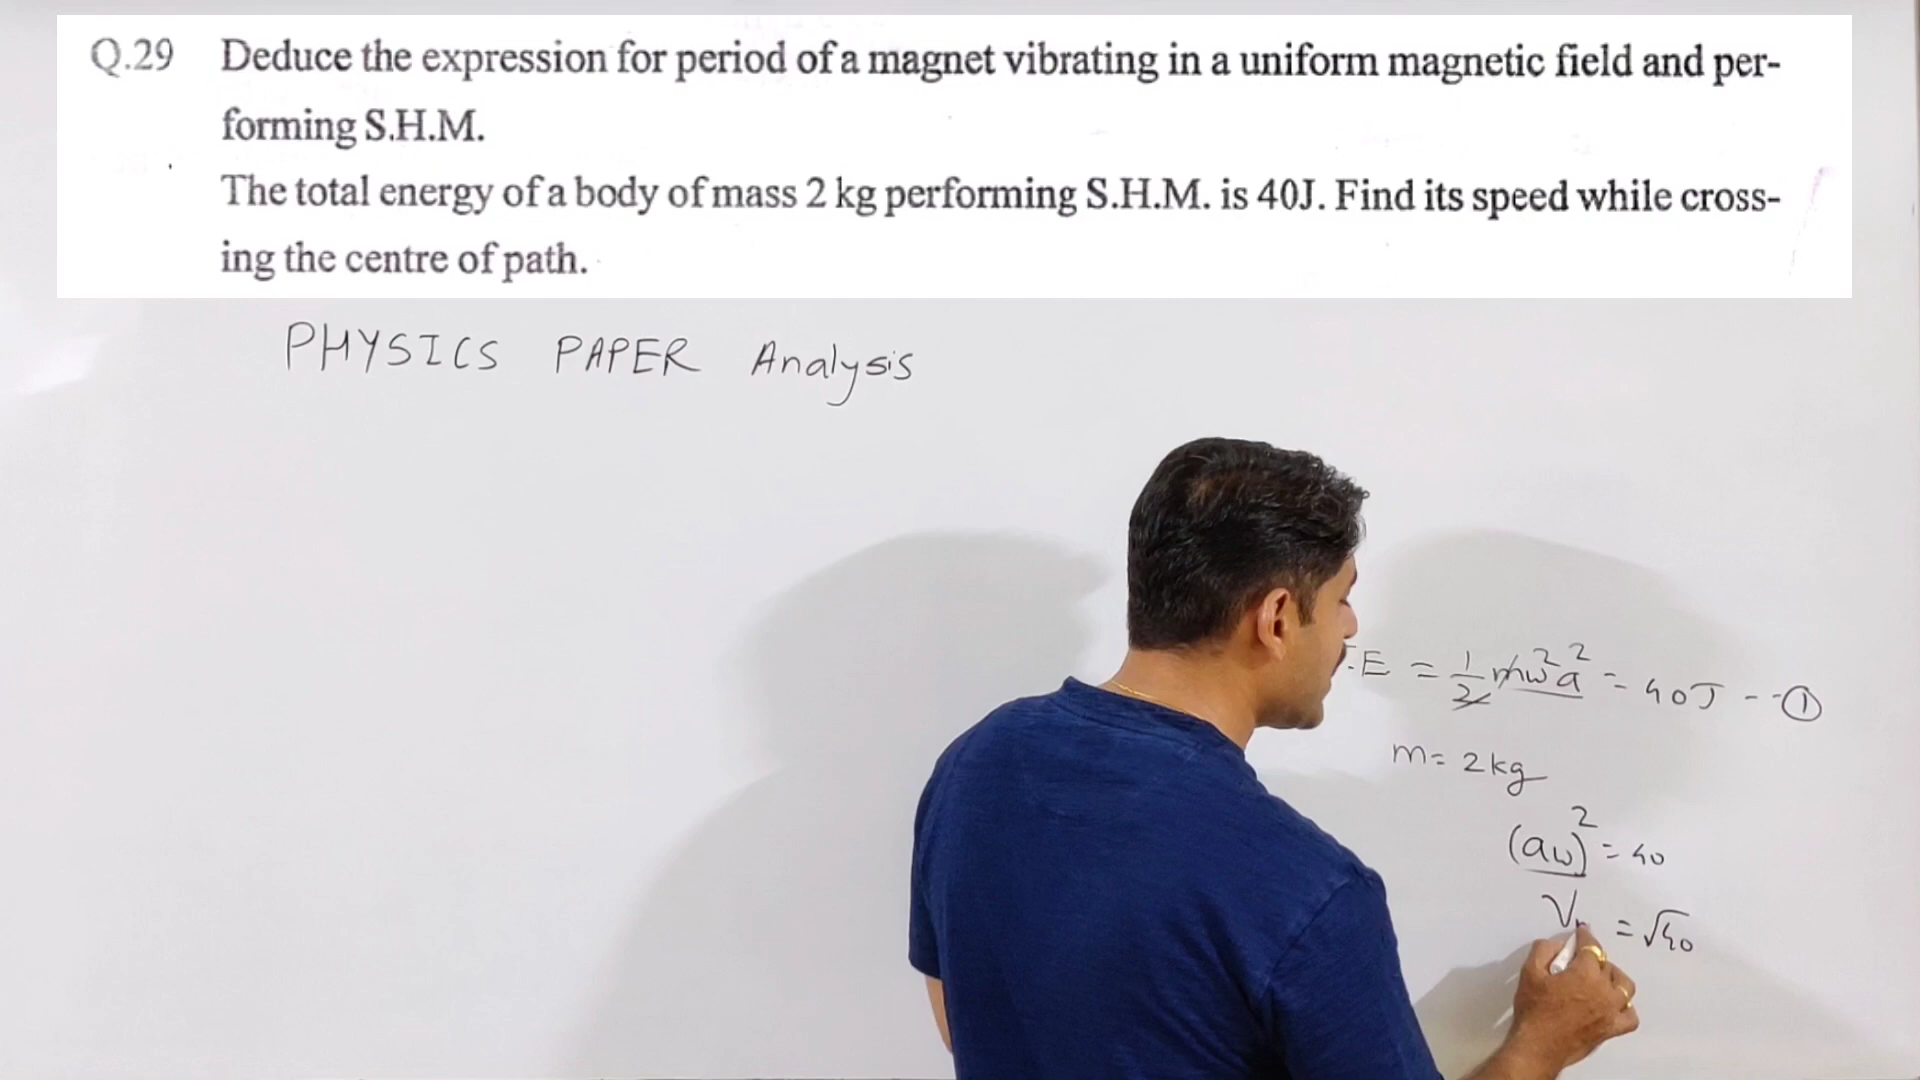 Q.29 Deduce the expression for period of a magnet vibrating in a uniform magnetic field and per-
forming S.H.M.
The total energy of a body of mass 2 kg performing S.H.M. is 40J. Find its speed while cross-
ing the centre of path.
PHYSICS PAPER Analysis
.E = 1/2 mω²a² = 40J --①
m= 2kg
(aω)² = 40
V = √40